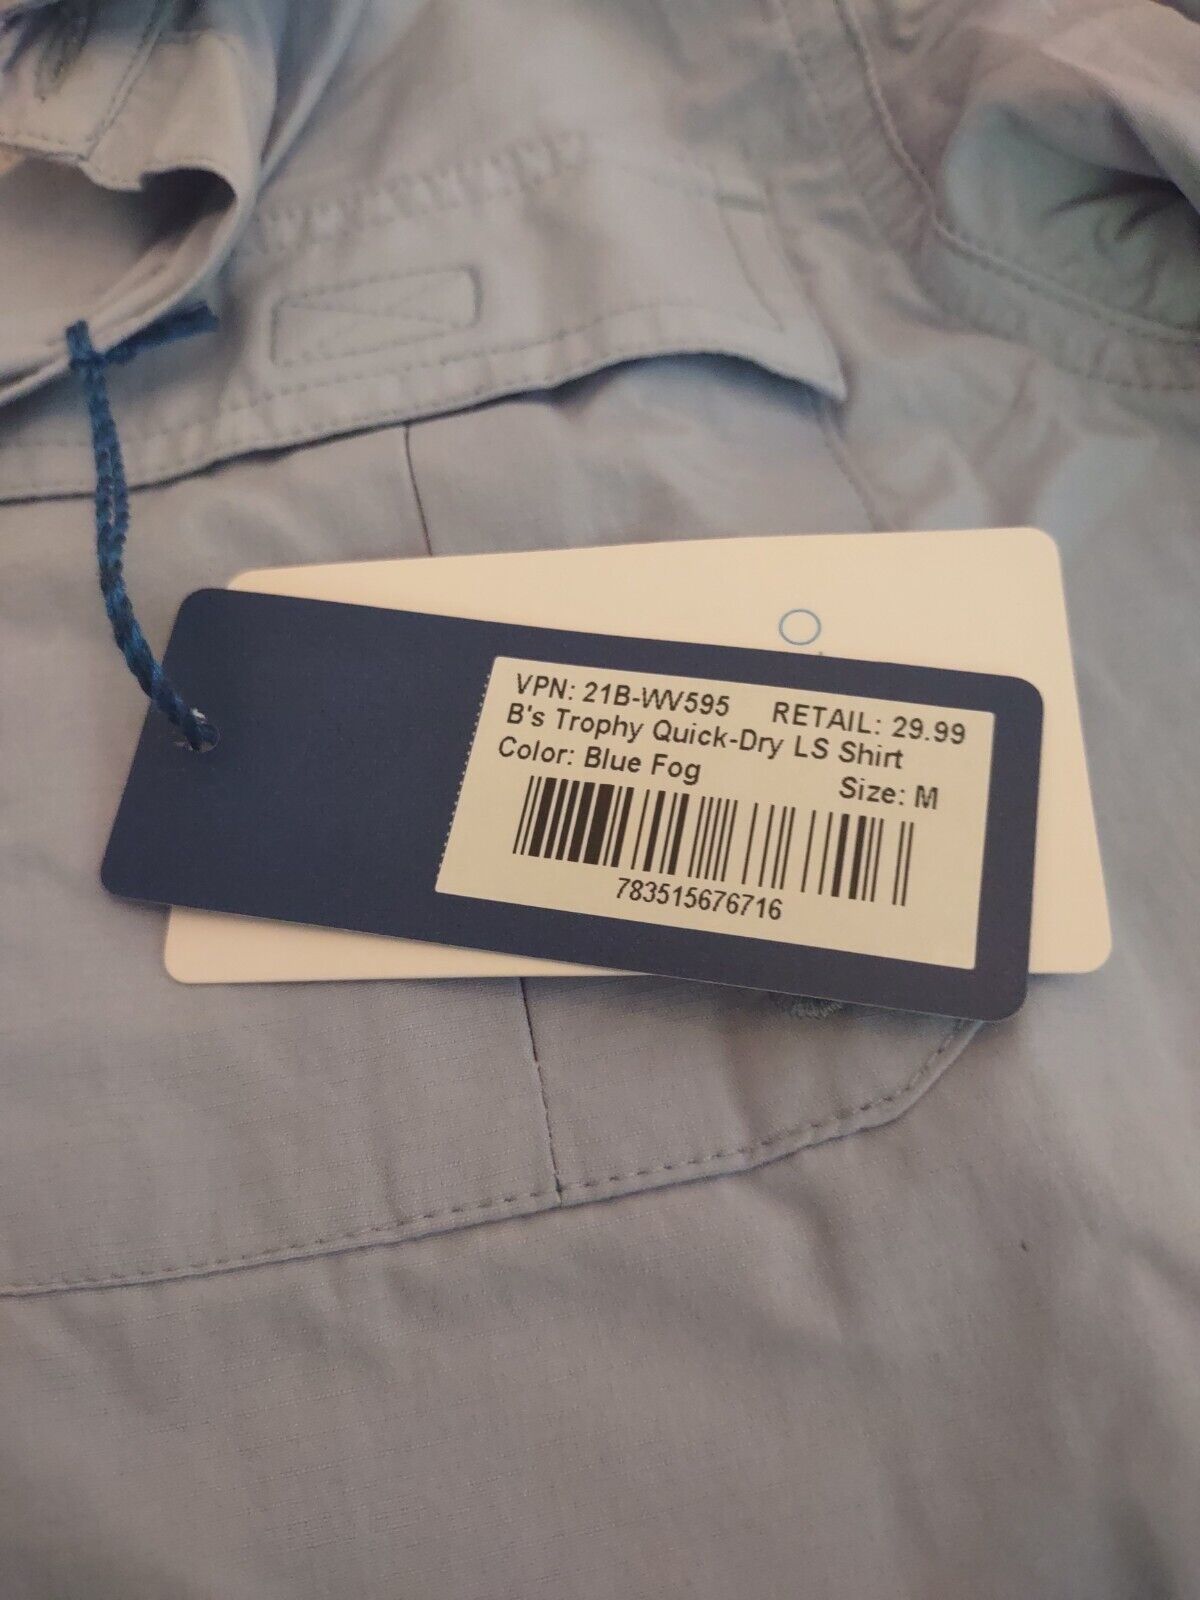 VPN: 21B-WV595 RETAIL: 29.99
B's Trophy Quick-Dry LS Shirt
Color: Blue Fog Size: M
783515676716